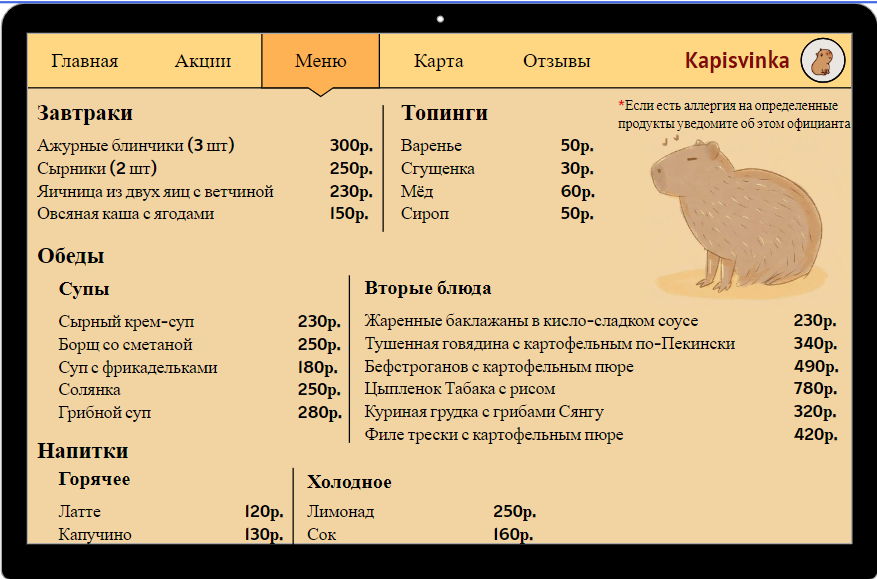 Главная Акции Меню Карта Отзывы Kapisvinka
*Если есть аллергия на определенные
продукты уведомите об этом официанта
Завтраки
Ажурные блинчики (3 шт) 300р.
Сырники (2 шт) 250р.
Яичница из двух яиц с ветчиной 230р.
Овсяная каша с ягодами 150р.
Топинги
Варенье 50р.
Сгущенка 30р.
Мёд 60р.
Сироп 50р.
Обеды
Супы
Сырный крем-суп 230р.
Борщ со сметаной 250р.
Суп с фрикадельками 180р.
Солянка 250р.
Грибной суп 280р.
Вторые блюда
Жаренные баклажаны в кисло-сладком соусе 230р.
Тушенная говядина с картофельным по-Пекински 340р.
Бефстроганов с картофельным пюре 490р.
Цыпленок Табака с рисом 780р.
Куриная грудка с грибами Сянгу 320р.
Филе трески с картофельным пюре 420р.
Напитки
Горячее
Латте 120р.
Капучино 130р.
Холодное
Лимонад 250р.
Сок 160р.